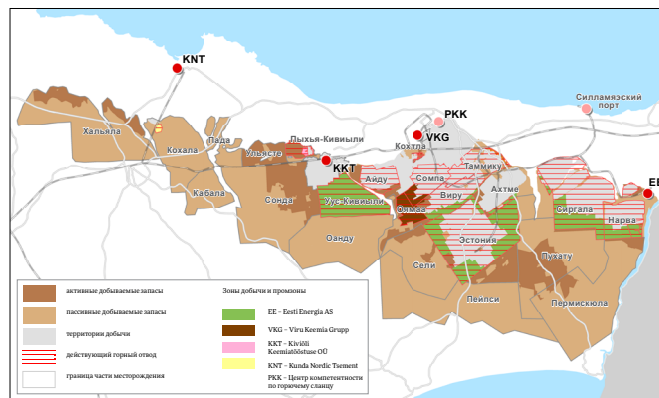 KNT
PKK
Силламяэский
порт
VKG
Хальяла
Пада
Лыхья-Кивиыли
Кохтла
Кохала
Ульясте
KKT
Таммику
Айду
Сомпа
Кабала
Виру
Ахтме
EE
Сонда
Уус-Кивиыли
Оямаа
Сиргала
Нарва
Оанду
Эстония
Сели
Пухату
Пейпси
Пермискюла
активные добываемые запасы
пассивные добываемые запасы
территории добычи
действующий горный отвод
граница части месторождения
Зоны добычи и промзоны
EE – Eesti Energia AS
VKG – Viru Keemia Grupp
KKT – Kiviõli
Keemiatööstuse OÜ
KNT – Kunda Nordic Tsement
PKK – Центр компетентности
по горючему сланцу